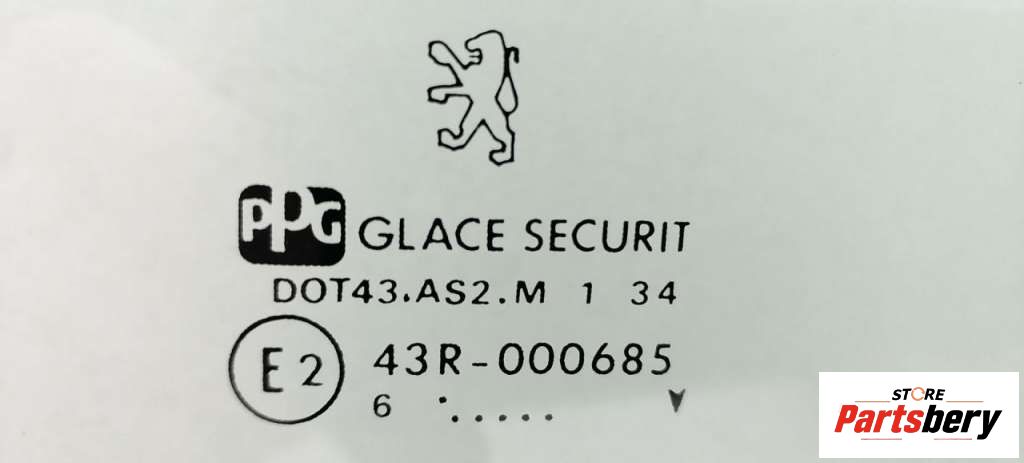 PPG GLACE SECURIT
DOT43.AS2.M 1 34
E2 43R-000685
6 . . . . . .
STORE
Partsbery